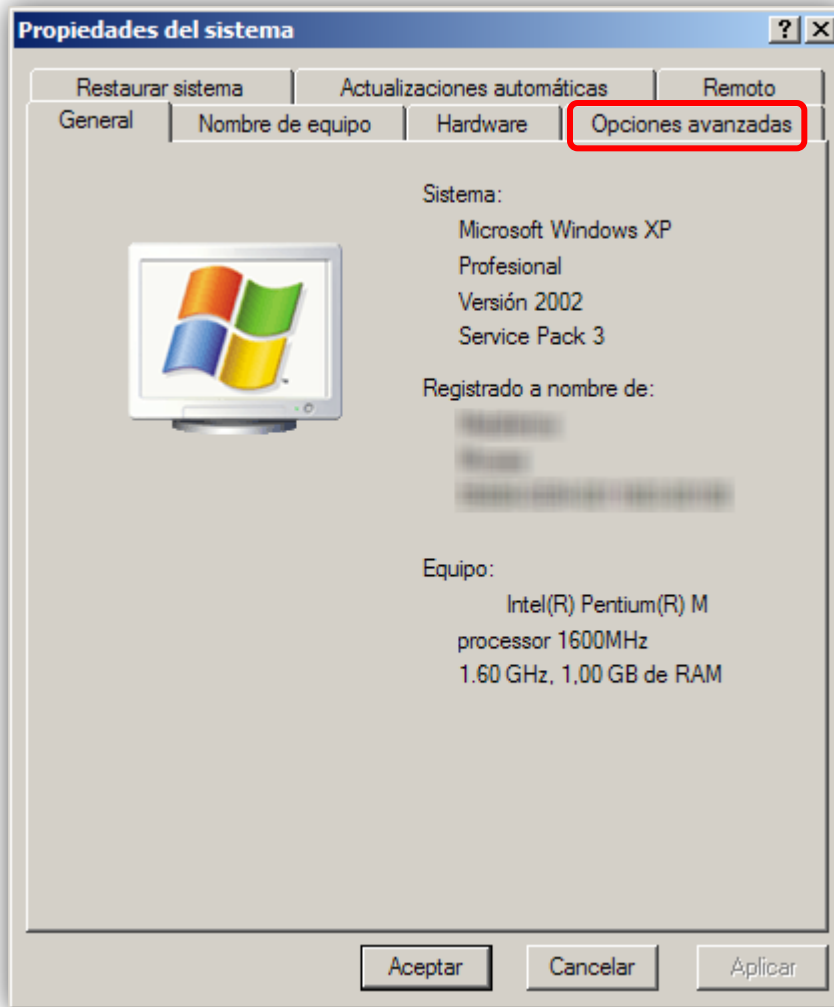 Propiedades del sistema
Restaurar sistema
Actualizaciones automáticas
Remoto
General
Nombre de equipo
Hardware
Opciones avanzadas
Sistema:
Microsoft Windows XP
Profesional
Versión 2002
Service Pack 3
Registrado a nombre de:
Equipo:
Intel(R) Pentium(R) M
processor 1600MHz
1.60 GHz, 1,00 GB de RAM
Aceptar
Cancelar
Aplicar